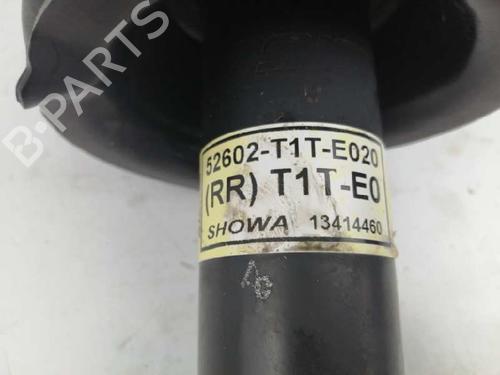 52602-T1T-E020
(RR) T1T-E0
SHOWA 13414460
B-PARTS